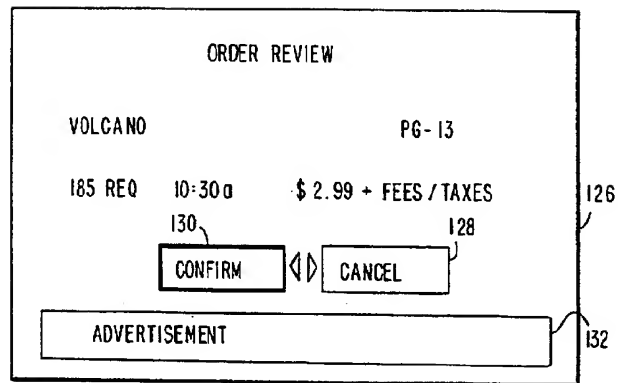 ORDER REVIEW
VOLCANO PG-13
185 REQ 10:30a $2.99 + FEES / TAXES
126
130 128
CONFIRM CANCEL
ADVERTISEMENT
132